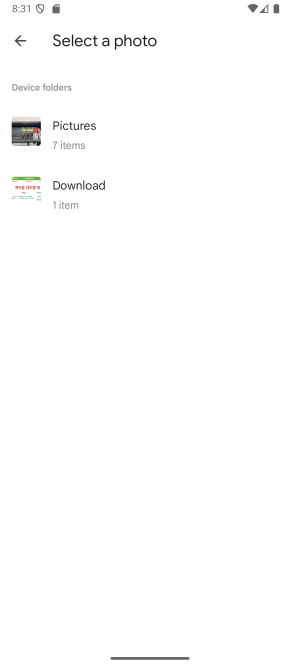 8:31
Select a photo
Device folders
Pictures
7 items
Download
1 item